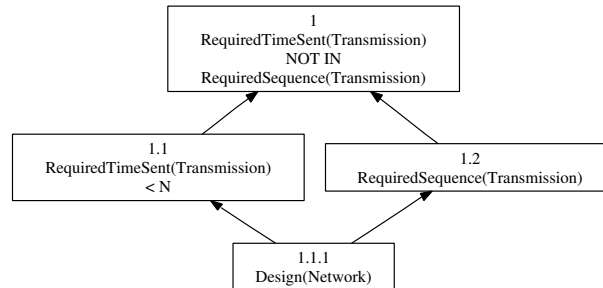 1
RequiredTimeSent(Transmission)
NOT IN
RequiredSequence(Transmission)
1.1
RequiredTimeSent(Transmission)
< N
1.2
RequiredSequence(Transmission)
1.1.1
Design(Network)